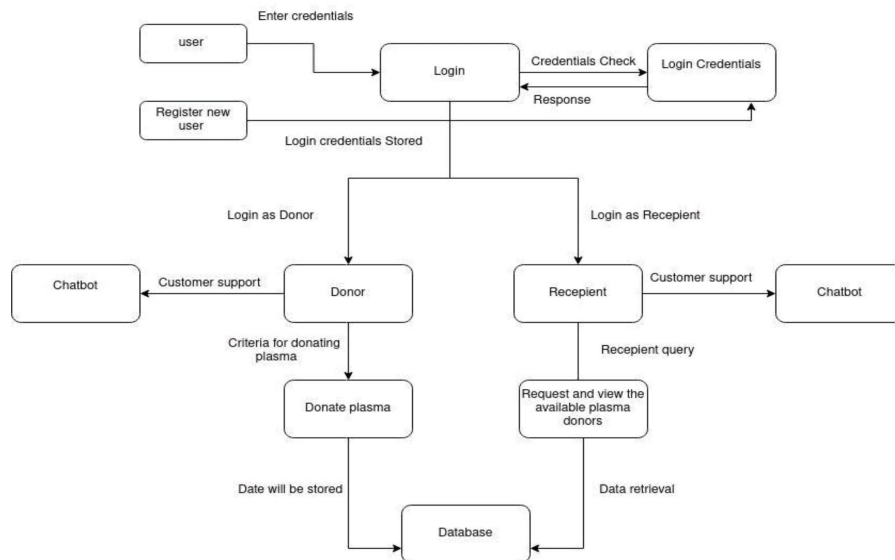 Enter credentials
user
Login
Credentials Check
Login Credentials
Response
Register new
user
Login credentials Stored
Login as Donor
Login as Recepient
Chatbot
Customer support
Donor
Recepient
Customer support
Chatbot
Criteria for donating
plasma
Recepient query
Donate plasma
Request and view the
available plasma
donors
Date will be stored
Data retrieval
Database